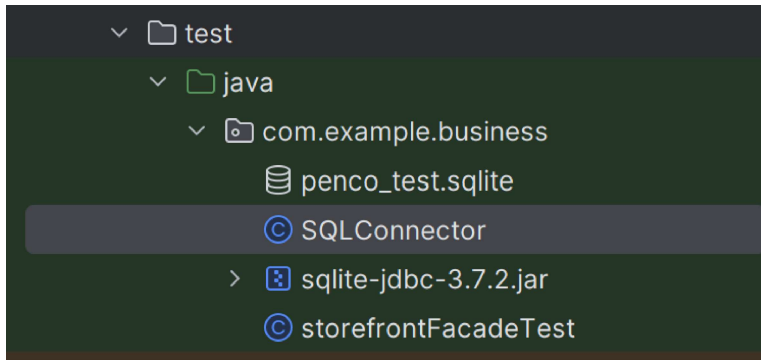 test
java
com.example.business
penco_test.sqlite
SQLConnector
sqlite-jdbc-3.7.2.jar
storefrontFacadeTest